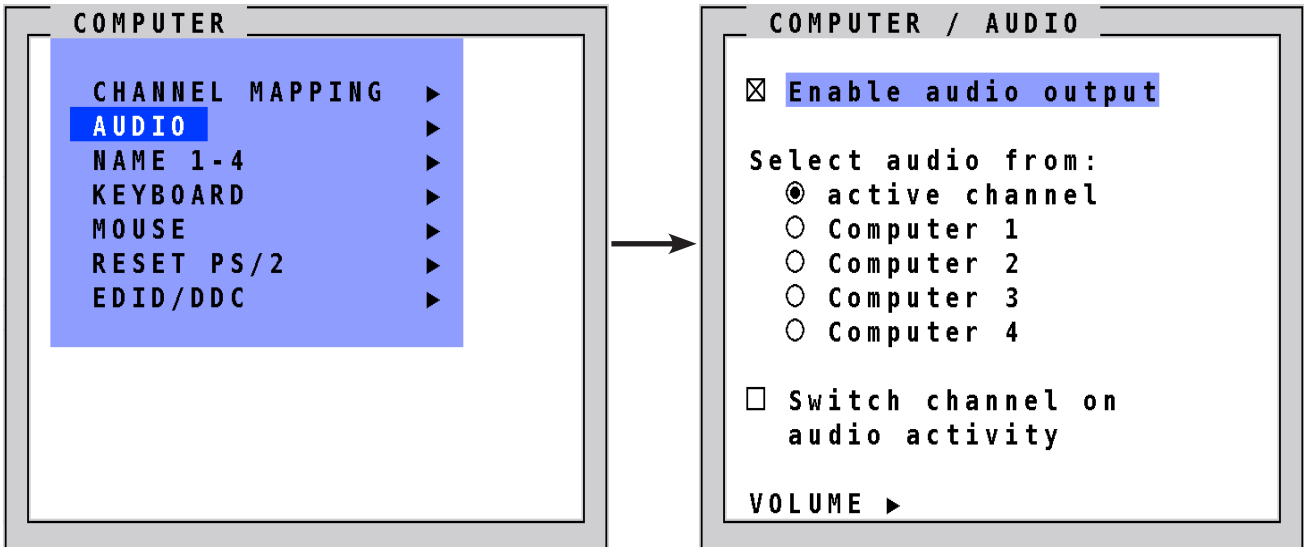 COMPUTER
CHANNEL MAPPING ▶
AUDIO ▶
NAME 1-4 ▶
KEYBOARD ▶
MOUSE ▶
RESET PS/2 ▶
EDID/DDC ▶
COMPUTER / AUDIO
☒ Enable audio output
Select audio from:
◉ active channel
○ Computer 1
○ Computer 2
○ Computer 3
○ Computer 4
☐ Switch channel on
audio activity
VOLUME ▶